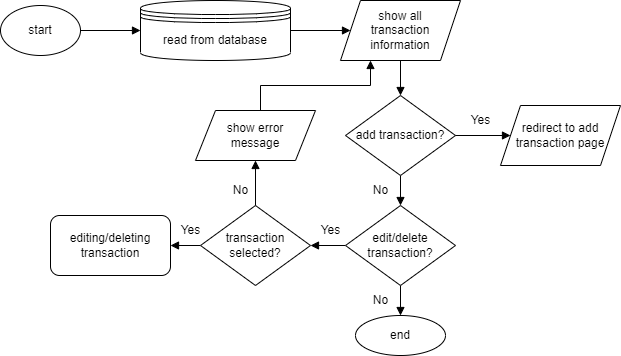 start
read from database
show all
transaction
information
add transaction?
Yes
redirect to add
transaction page
No
edit/delete
transaction?
Yes
transaction
selected?
No
show error
message
Yes
editing/deleting
transaction
No
end